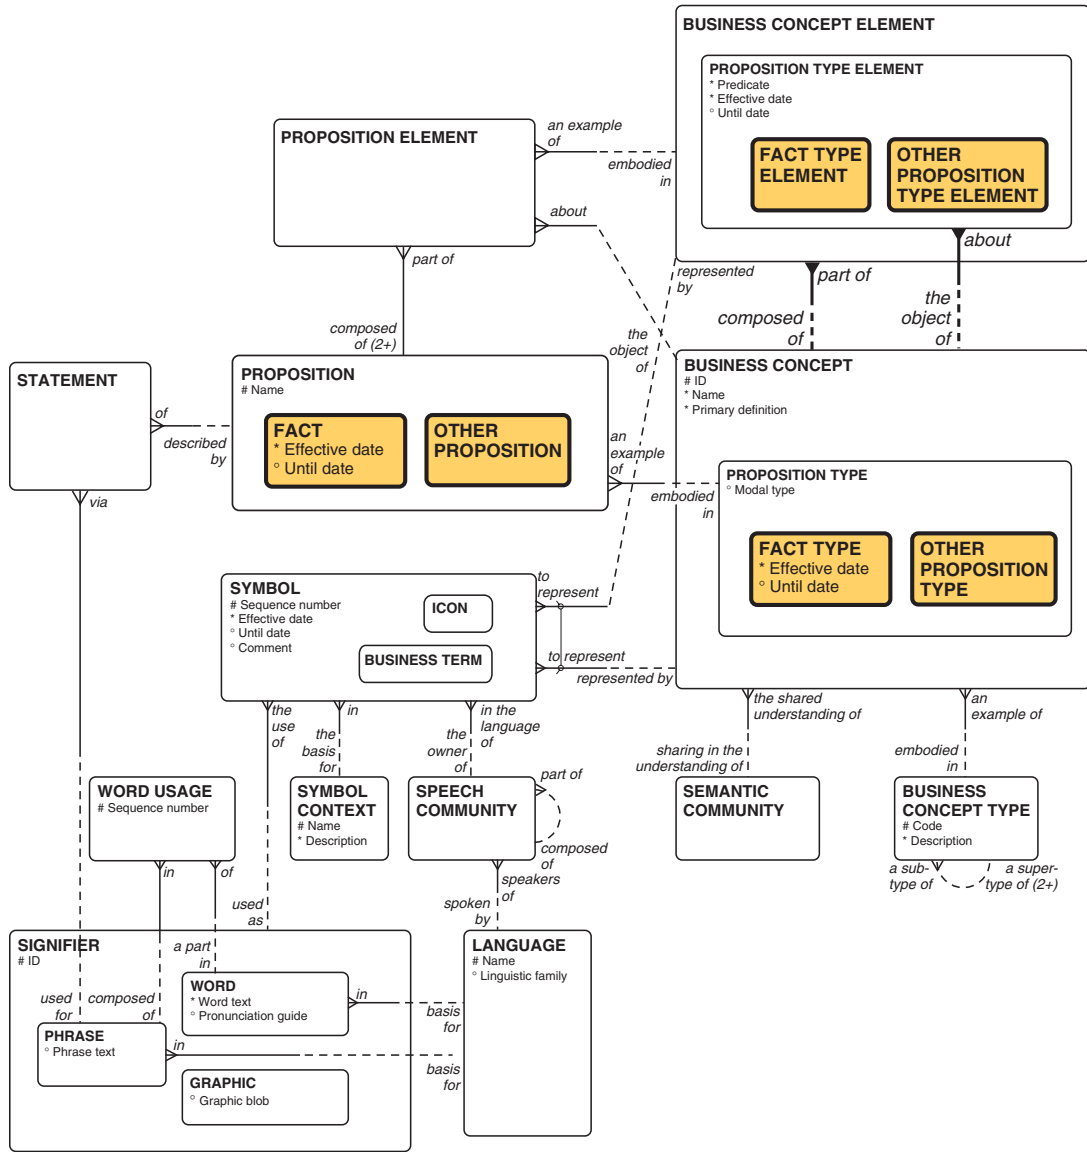 BUSINESS CONCEPT ELEMENT
PROPOSITION TYPE ELEMENT
* Predicate
* Effective date
° Until date
FACT TYPE
ELEMENT
OTHER
PROPOSITION
TYPE ELEMENT
PROPOSITION ELEMENT
an example
of
embodied
in
about
about
part of
represented
by
part of
composed
of
the
object
of
composed
of (2+)
the
object
of
STATEMENT
of
described
by
via
PROPOSITION
# Name
FACT
* Effective date
° Until date
OTHER
PROPOSITION
an
example
of
embodied
in
BUSINESS CONCEPT
# ID
* Name
* Primary definition
PROPOSITION TYPE
° Modal type
FACT TYPE
* Effective date
° Until date
OTHER
PROPOSITION
TYPE
SYMBOL
# Sequence number
* Effective date
° Until date
° Comment
ICON
BUSINESS TERM
to
represent
to represent
represented by
the
use
of
in
in the
language
of
the
basis
for
the
owner
of
the shared
understanding of
an
example of
sharing in the
understanding of
embodied
in
WORD USAGE
# Sequence number
SYMBOL
CONTEXT
# Name
* Description
SPEECH
COMMUNITY
part of
composed
of
SEMANTIC
COMMUNITY
BUSINESS
CONCEPT TYPE
# Code
* Description
a sub-
type of
a super-
type of (2+)
in
of
speakers
of
used
as
spoken
by
SIGNIFIER
# ID
a part
in
used
for
composed
of
WORD
* Word text
° Pronunciation guide
in
basis
for
PHRASE
° Phrase text
in
basis
for
GRAPHIC
° Graphic blob
LANGUAGE
# Name
° Linguistic family